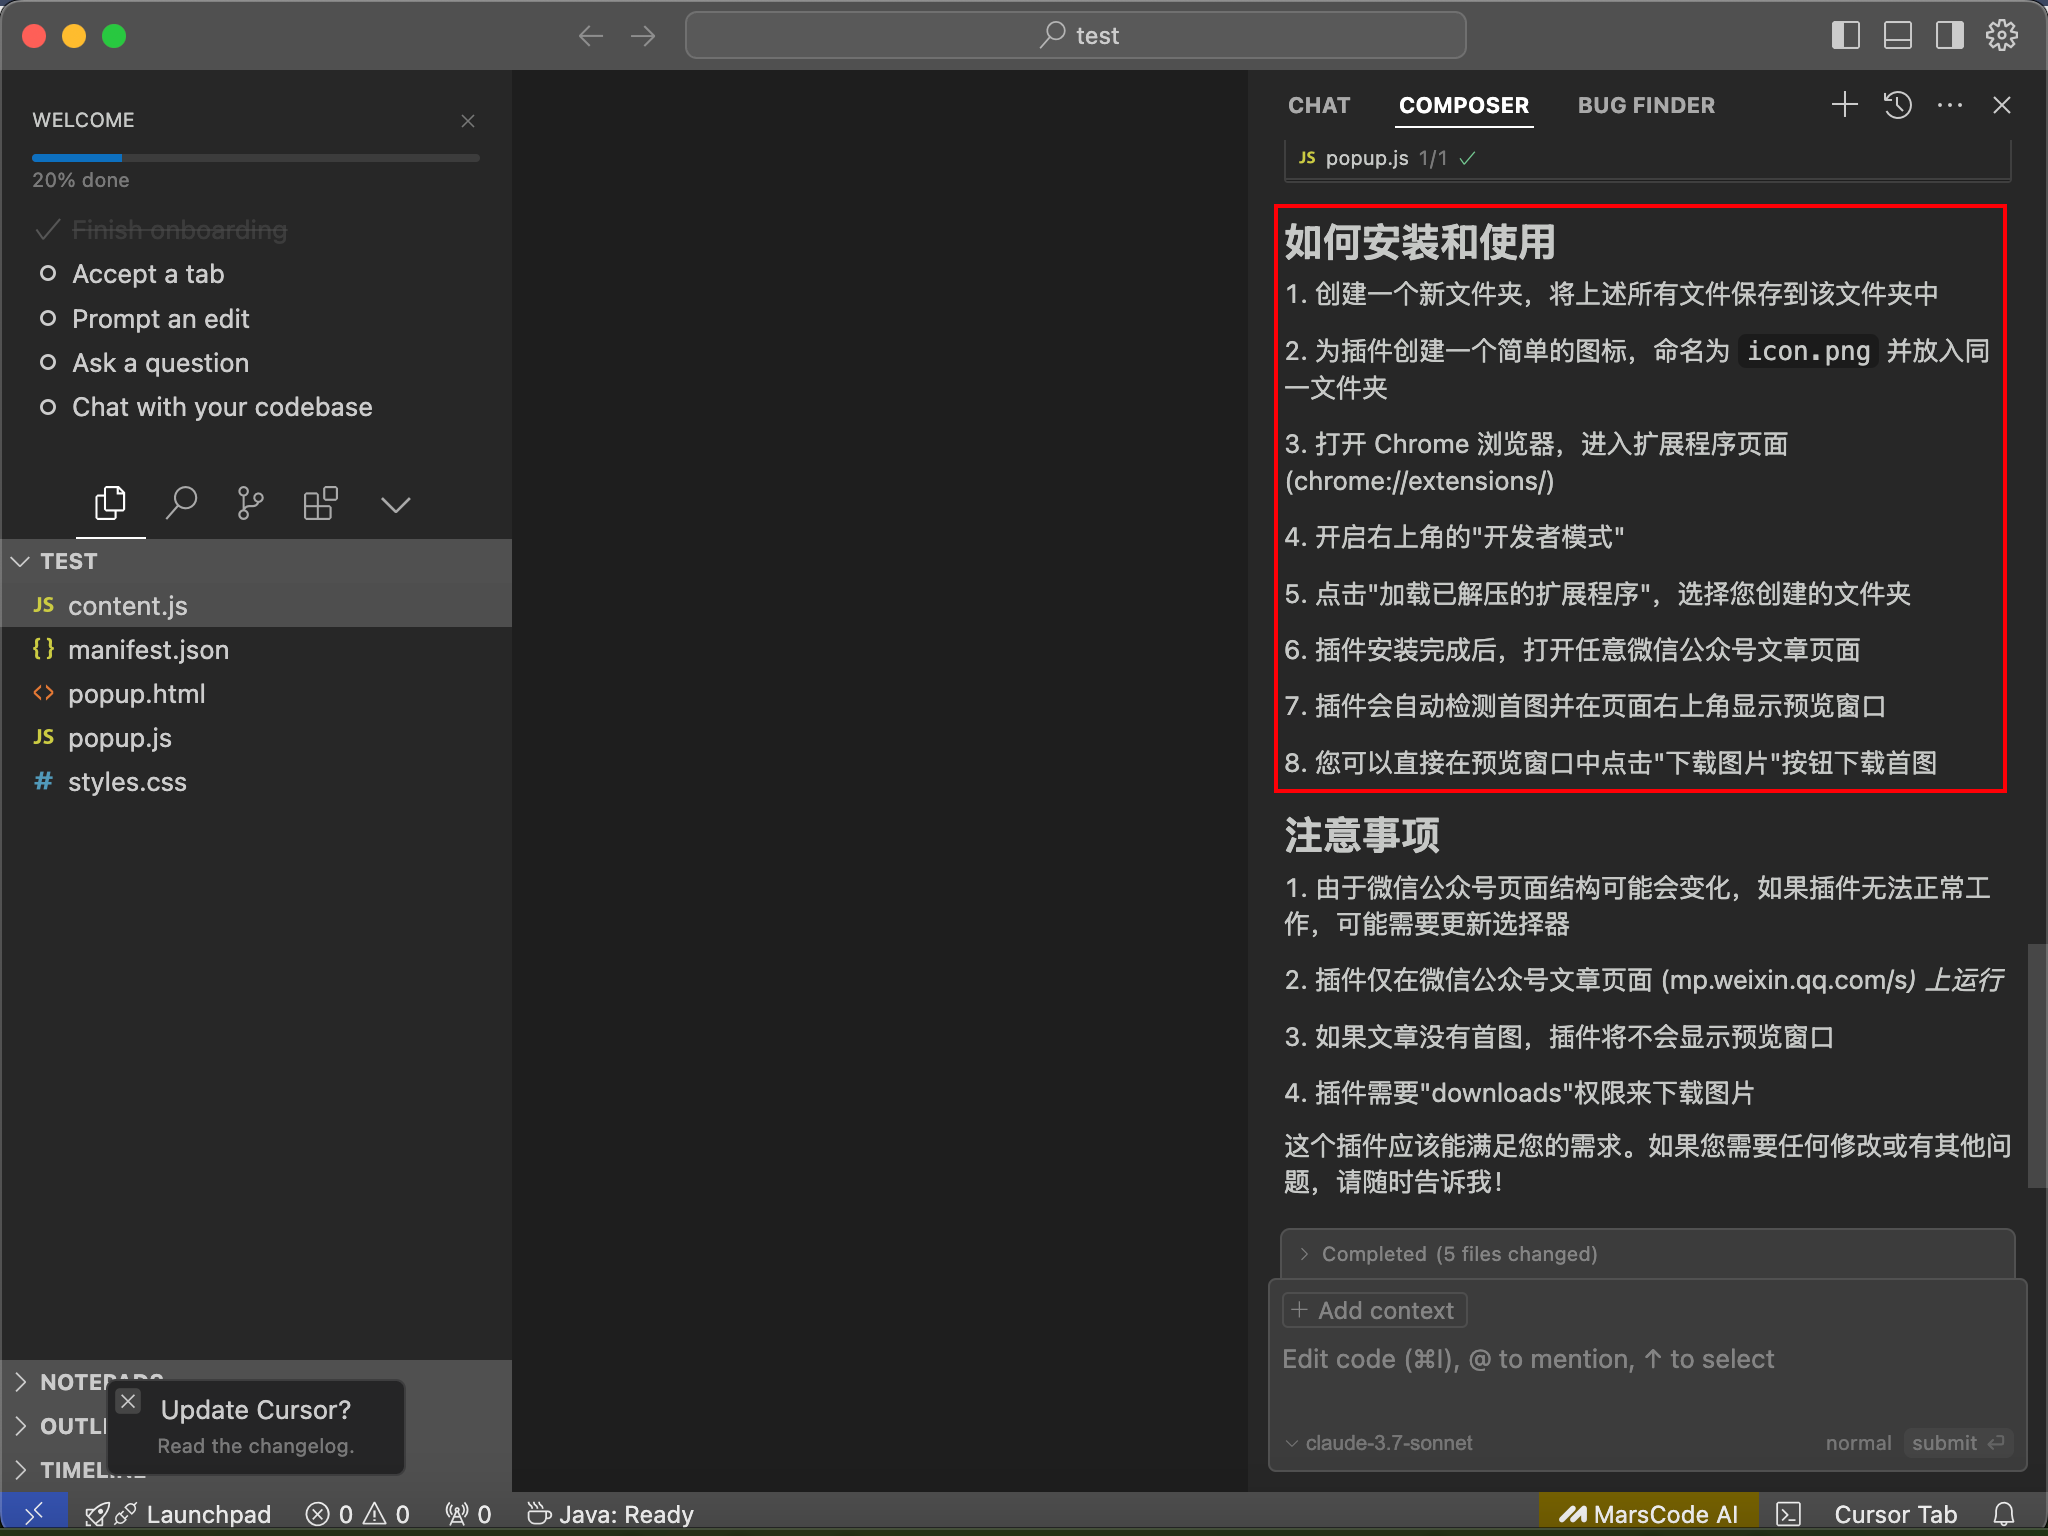 test
WELCOME
20% done
Finish onboarding
Accept a tab
Prompt an edit
Ask a question
Chat with your codebase
TEST
JS content.js
{} manifest.json
<> popup.html
JS popup.js
# styles.css
NOTEPADS
OUTLI
TIMELINE
Update Cursor?
Read the changelog.
CHAT COMPOSER BUG FINDER
JS popup.js 1/1
如何安装和使用
1. 创建一个新文件夹，将上述所有文件保存到该文件夹中
2. 为插件创建一个简单的图标，命名为 icon.png 并放入同
一文件夹
3. 打开 Chrome 浏览器，进入扩展程序页面
(chrome://extensions/)
4. 开启右上角的"开发者模式"
5. 点击"加载已解压的扩展程序"，选择您创建的文件夹
6. 插件安装完成后，打开任意微信公众号文章页面
7. 插件会自动检测首图并在页面右上角显示预览窗口
8. 您可以直接在预览窗口中点击"下载图片"按钮下载首图
注意事项
1. 由于微信公众号页面结构可能会变化，如果插件无法正常工
作，可能需要更新选择器
2. 插件仅在微信公众号文章页面 (mp.weixin.qq.com/s) 上运行
3. 如果文章没有首图，插件将不会显示预览窗口
4. 插件需要"downloads"权限来下载图片
这个插件应该能满足您的需求。如果您需要任何修改或有其他问
题，请随时告诉我！
Completed (5 files changed)
+ Add context
Edit code (⌘I), @ to mention, ↑ to select
claude-3.7-sonnet
normal submit
Launchpad 0 0 0 Java: Ready
MarsCode AI Cursor Tab